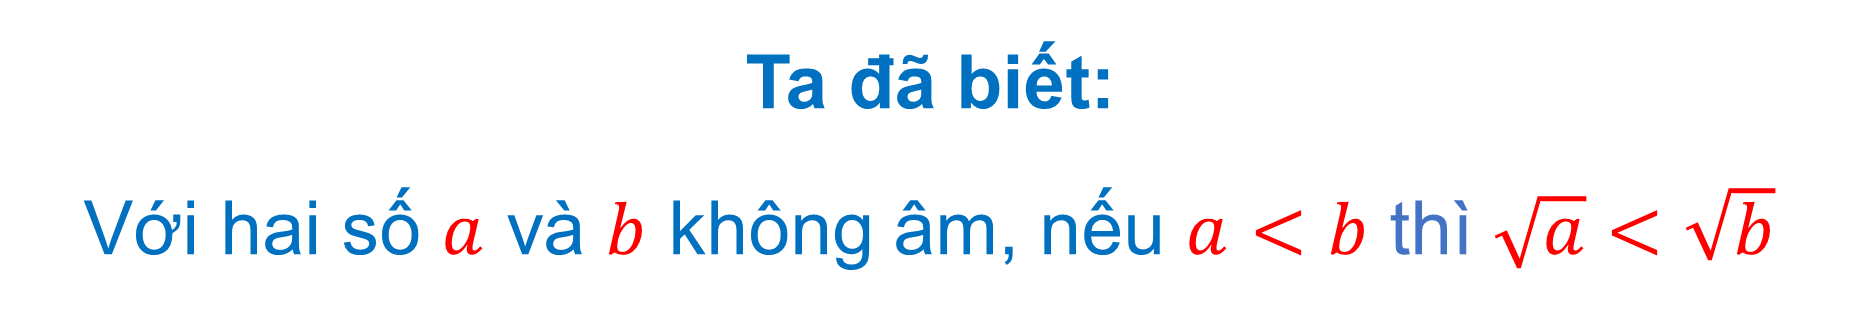 Ta đã biết:
Với hai số a và b không âm, nếu a < b thì √a < √b